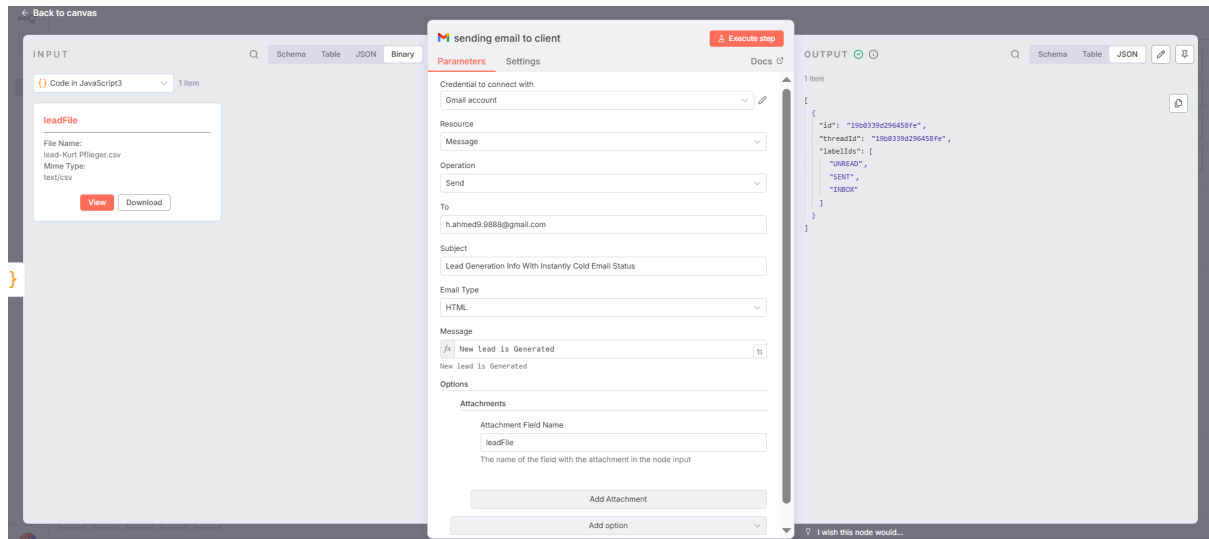 ← Back to canvas
INPUT
Schema Table JSON Binary
{} Code in JavaScript3
1 item
leadFile
File Name:
lead-Kurt Pflieger.csv
Mime Type:
text/csv
View Download
}
sending email to client
Execute step
Parameters Settings
Docs
Credential to connect with
Gmail account
Resource
Message
Operation
Send
To
h.ahmed9.9888@gmail.com
Subject
Lead Generation Info With Instantly Cold Email Status
Email Type
HTML
Message
fx New lead is Generated
New lead is Generated
Options
Attachments
Attachment Field Name
leadFile
The name of the field with the attachment in the node input
Add Attachment
Add option
OUTPUT
Schema Table JSON
1 item
[
{
"id": "19b0339d296458fe",
"threadId": "19b0339d296458fe",
"labelIds": [
"UNREAD",
"SENT",
"INBOX"
]
}
]
I wish this node would...